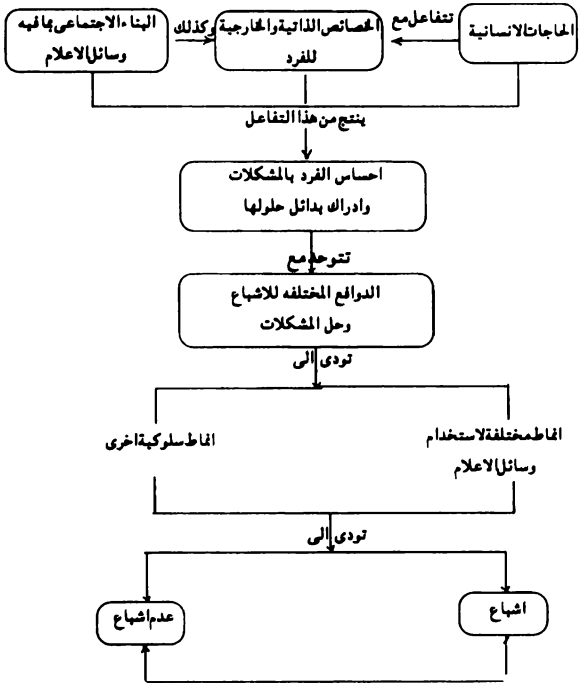 الحاجات الانسانية
تتفاعل مع
الخصائص الذاتية والخارجية
للفرد
وكذلك
البناء الاجتماعى بما فيه
وسائل الاعلام
ينتج من هذا التفاعل
احساس الفرد بالمشكلات
وادراك بدائل حلولها
تتوحد مع
الدوافع المختلفه للاشباع
وحل المشكلات
تودى الى
انماط مختلفة لاستخدام
وسائل الاعلام
انماط سلوكية اخرى
تودى الى
اشباع
عدم اشباع